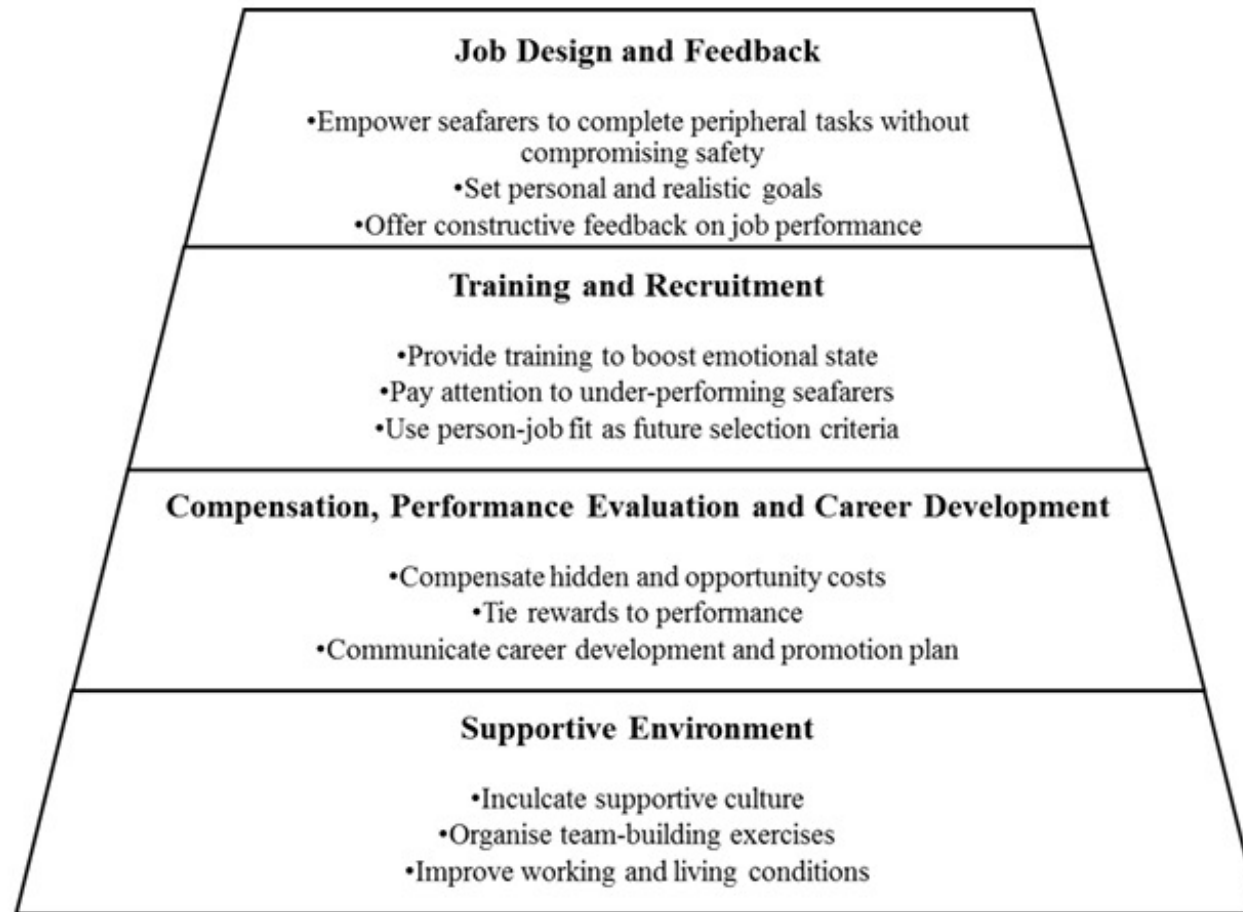 Job Design and Feedback
•Empower seafarers to complete peripheral tasks without
compromising safety
•Set personal and realistic goals
•Offer constructive feedback on job performance
Training and Recruitment
•Provide training to boost emotional state
•Pay attention to under-performing seafarers
•Use person-job fit as future selection criteria
Compensation, Performance Evaluation and Career Development
•Compensate hidden and opportunity costs
•Tie rewards to performance
•Communicate career development and promotion plan
Supportive Environment
•Inculcate supportive culture
•Organise team-building exercises
•Improve working and living conditions